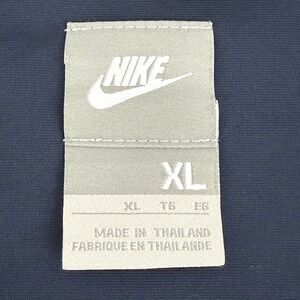 NIKE
XL
XL TG EG
MADE IN THAILAND
FABRIQUE EN THAILANDE